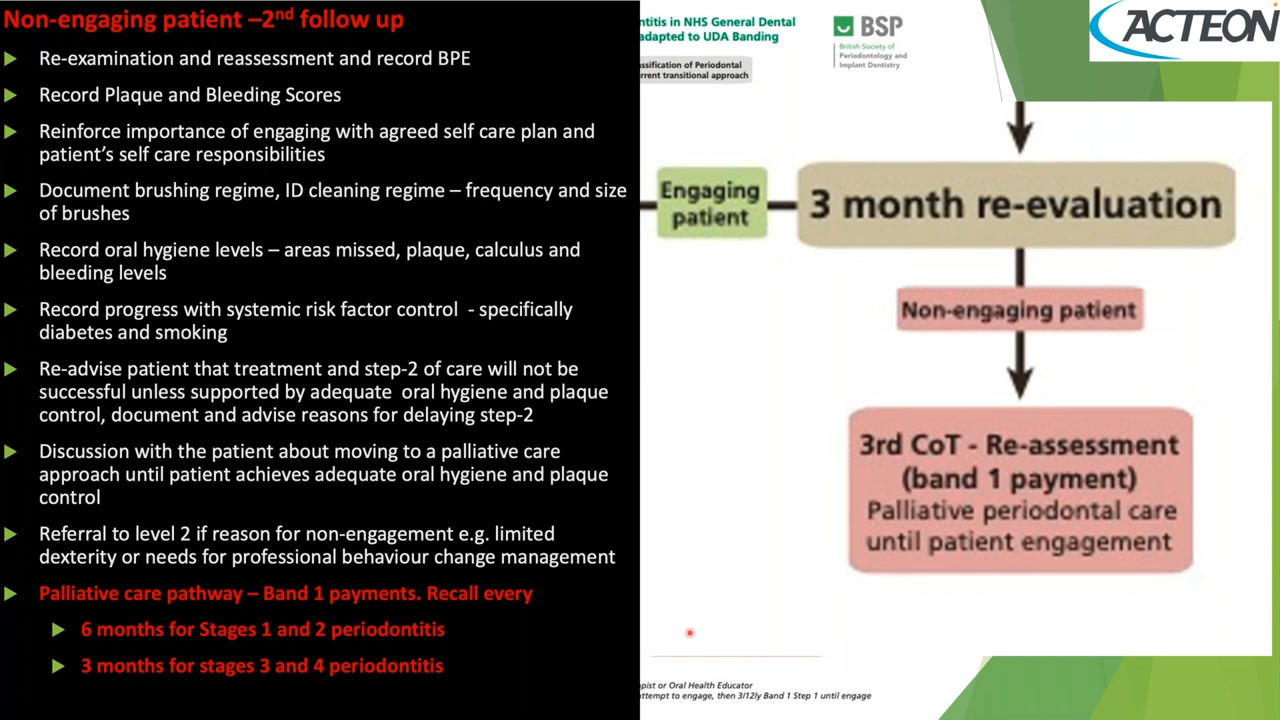 Non-engaging patient –2nd follow up
Re-examination and reassessment and record BPE
Record Plaque and Bleeding Scores
Reinforce importance of engaging with agreed self care plan and
patient's self care responsibilities
Document brushing regime, ID cleaning regime – frequency and size
of brushes
Record oral hygiene levels – areas missed, plaque, calculus and
bleeding levels
Record progress with systemic risk factor control - specifically
diabetes and smoking
Re-advise patient that treatment and step-2 of care will not be
successful unless supported by adequate oral hygiene and plaque
control, document and advise reasons for delaying step-2
Discussion with the patient about moving to a palliative care
approach until patient achieves adequate oral hygiene and plaque
control
Referral to level 2 if reason for non-engagement e.g. limited
dexterity or needs for professional behaviour change management
Palliative care pathway – Band 1 payments. Recall every
6 months for Stages 1 and 2 periodontitis
3 months for stages 3 and 4 periodontitis
ntitis in NHS General Dental
adapted to UDA Banding
ssification of Periodontal
rrent transitional approach
BSP
British Society of
Periodontology and
Implant Dentistry
ACTEON
Engaging
patient
3 month re-evaluation
Non-engaging patient
3rd CoT - Re-assessment
(band 1 payment)
Palliative periodontal care
until patient engagement
pist or Oral Health Educator
ttempt to engage, then 3/12ly Band 1 Step 1 until engage